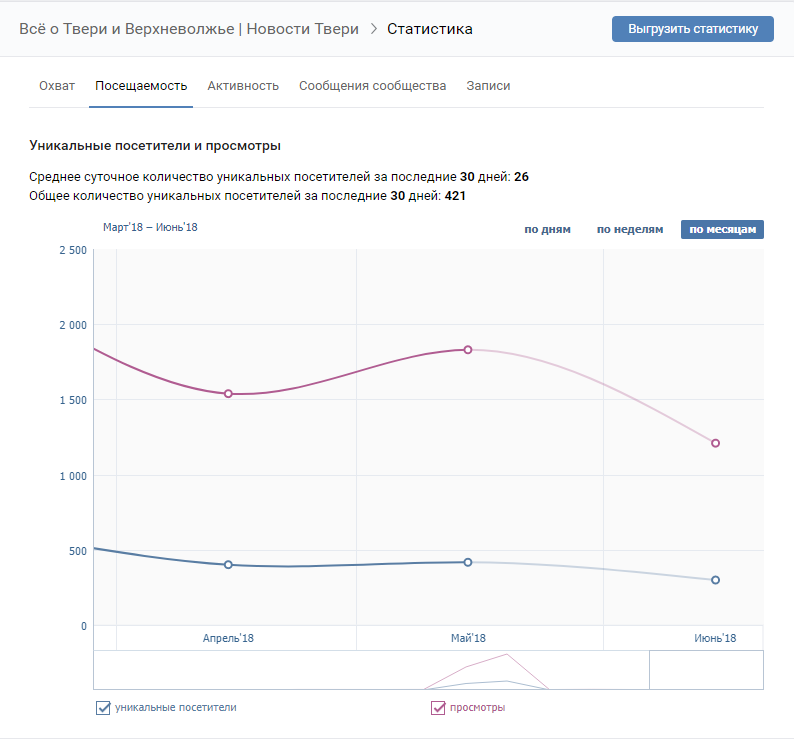 Всё о Твери и Верхневолжье | Новости Твери > Статистика Выгрузить статистику
Охват Посещаемость Активность Сообщения сообщества Записи
Уникальные посетители и просмотры
Среднее суточное количество уникальных посетителей за последние 30 дней: 26
Общее количество уникальных посетителей за последние 30 дней: 421
Март'18 – Июнь'18 по дням по неделям по месяцам
2 500
2 000
1 500
1 000
500
0
Апрель'18 Май'18 Июнь'18
уникальные посетители просмотры